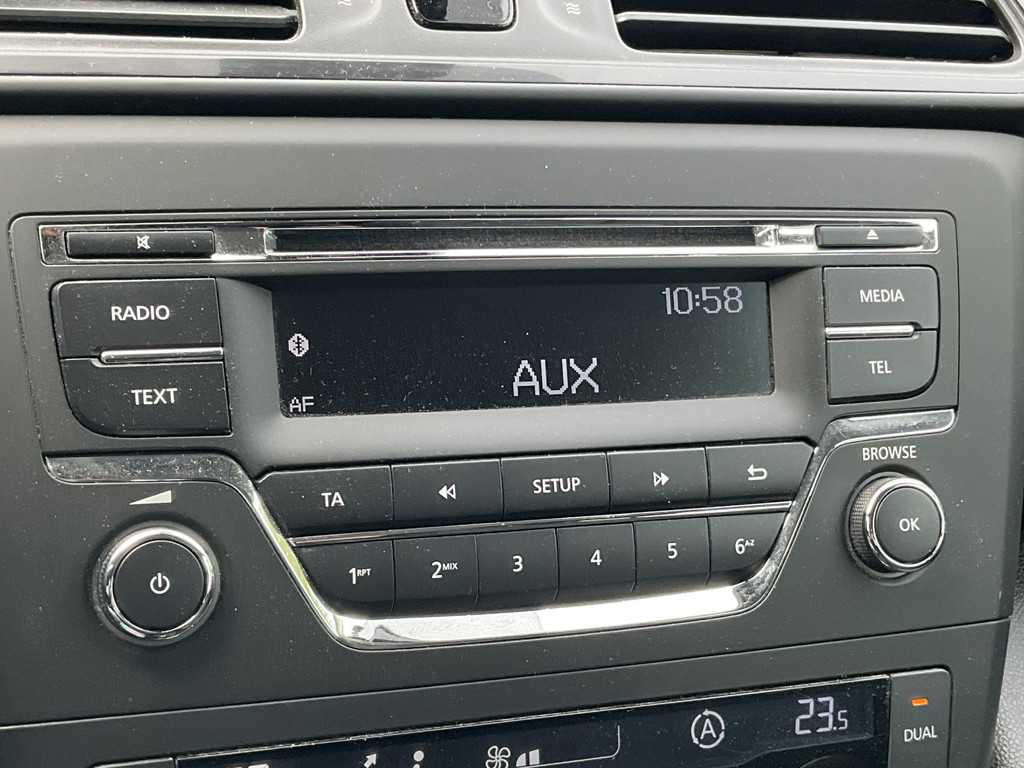 RADIO
TEXT
10:58
AUX
AF
MEDIA
TEL
BROWSE
OK
TA
SETUP
1RPT
2MIX
3
4
5
6A-Z
A
23.5
DUAL